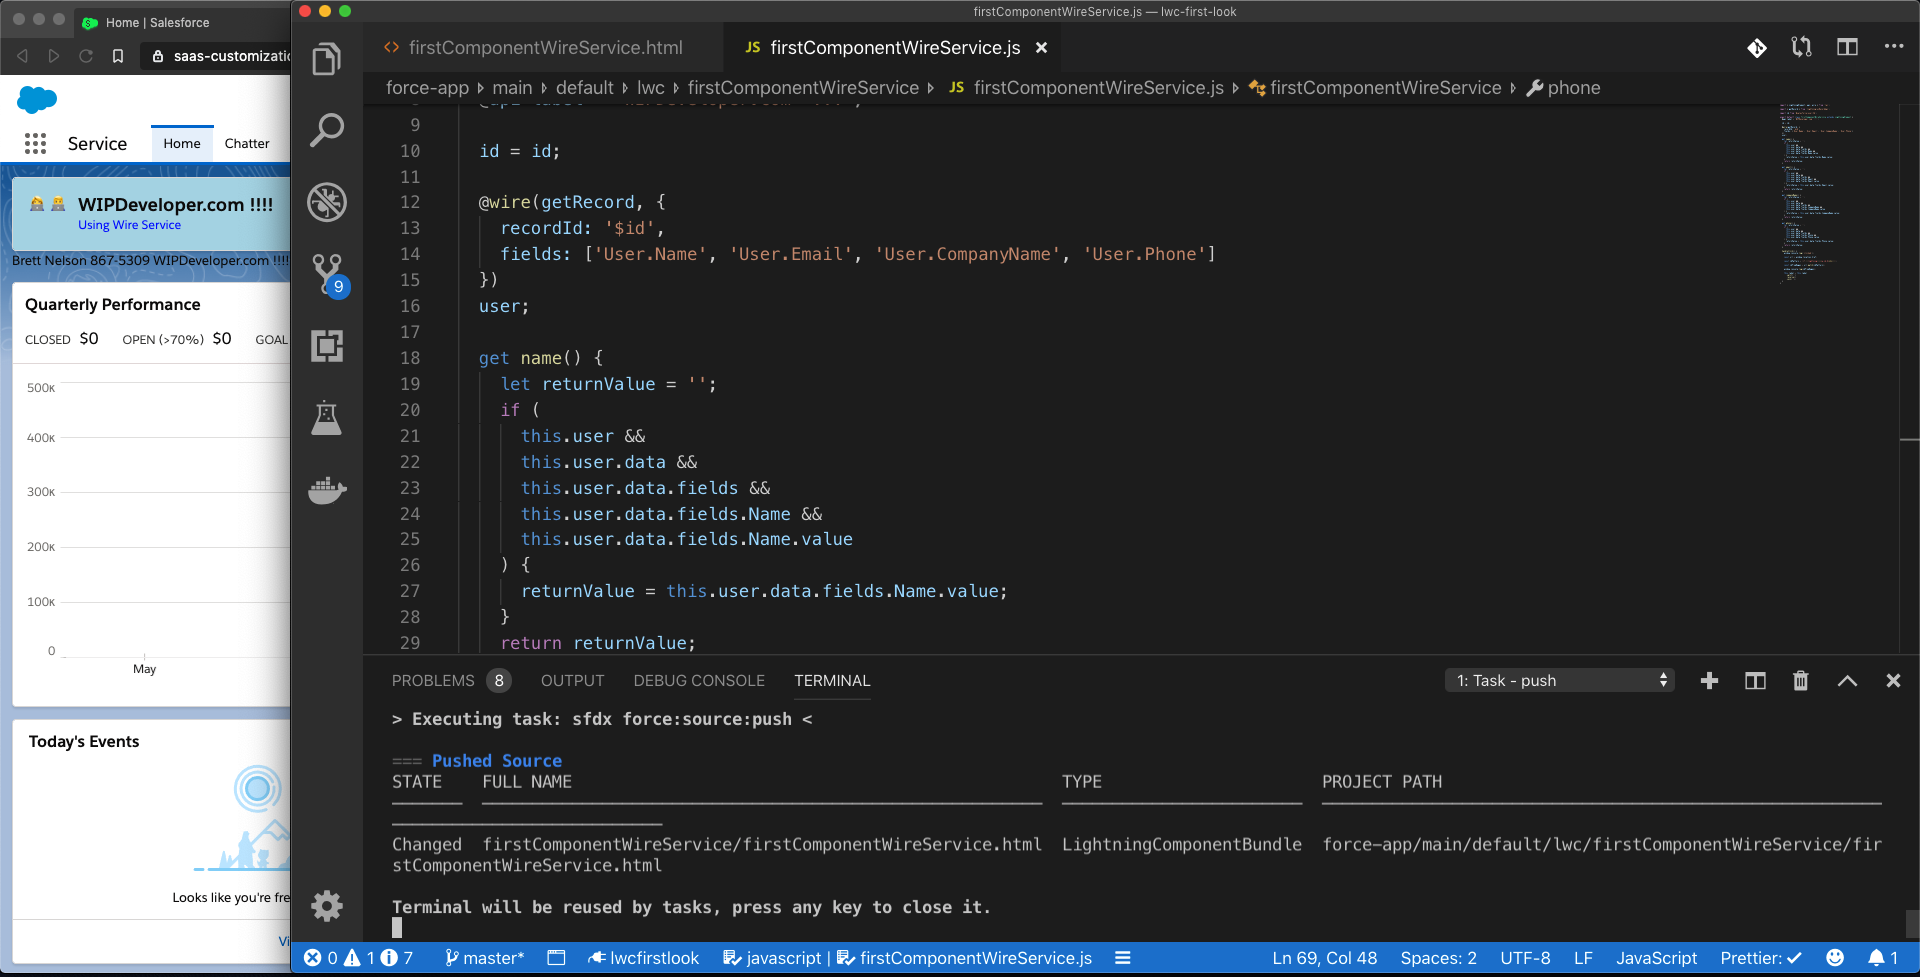 Home | Salesforce
saas-customizatio
Service
Home
Chatter
WIPDeveloper.com !!!!
Using Wire Service
Brett Nelson 867-5309 WIPDeveloper.com !!!!
Quarterly Performance
CLOSED $0 OPEN (>70%) $0 GOAL
500K
400K
300K
200K
100K
0
May
Today's Events
Looks like you're fre
Vi
firstComponentWireService.js — lwc-first-look
firstComponentWireService.html
JS firstComponentWireService.js
force-app main default lwc firstComponentWireService JS firstComponentWireService.js firstComponentWireService phone
9
10 id = id;
11
12 @wire(getRecord, {
13 recordId: '$id',
14 fields: ['User.Name', 'User.Email', 'User.CompanyName', 'User.Phone']
15 })
16 user;
17
18 get name() {
19 let returnValue = '';
20 if (
21 this.user &&
22 this.user.data &&
23 this.user.data.fields &&
24 this.user.data.fields.Name &&
25 this.user.data.fields.Name.value
26 ) {
27 returnValue = this.user.data.fields.Name.value;
28 }
29 return returnValue;
9
PROBLEMS 8 OUTPUT DEBUG CONSOLE TERMINAL
1: Task - push
> Executing task: sfdx force:source:push <
=== Pushed Source
STATE FULL NAME TYPE PROJECT PATH
Changed firstComponentWireService/firstComponentWireService.html LightningComponentBundle force-app/main/default/lwc/firstComponentWireService/fir
stComponentWireService.html
Terminal will be reused by tasks, press any key to close it.
0 1 7 master* lwcfirstlook javascript | firstComponentWireService.js Ln 69, Col 48 Spaces: 2 UTF-8 LF JavaScript Prettier: ✓ 1